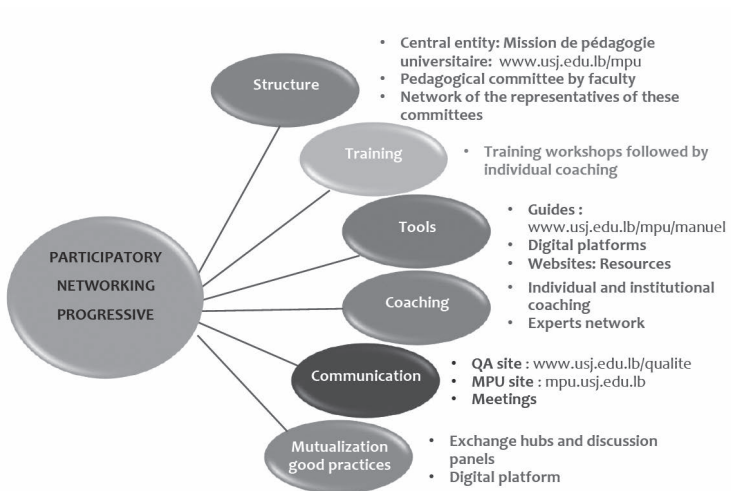 PARTICIPATORY
NETWORKING
PROGRESSIVE
Structure
• Central entity: Mission de pédagogie
universitaire: www.usj.edu.lb/mpu
• Pedagogical committee by faculty
• Network of the representatives of these
committees
Training
• Training workshops followed by
individual coaching
Tools
• Guides :
www.usj.edu.lb/mpu/manuel
• Digital platforms
• Websites: Resources
Coaching
• Individual and institutional
coaching
• Experts network
Communication
• QA site : www.usj.edu.lb/qualite
• MPU site : mpu.usj.edu.lb
• Meetings
Mutualization
good practices
• Exchange hubs and discussion
panels
• Digital platform